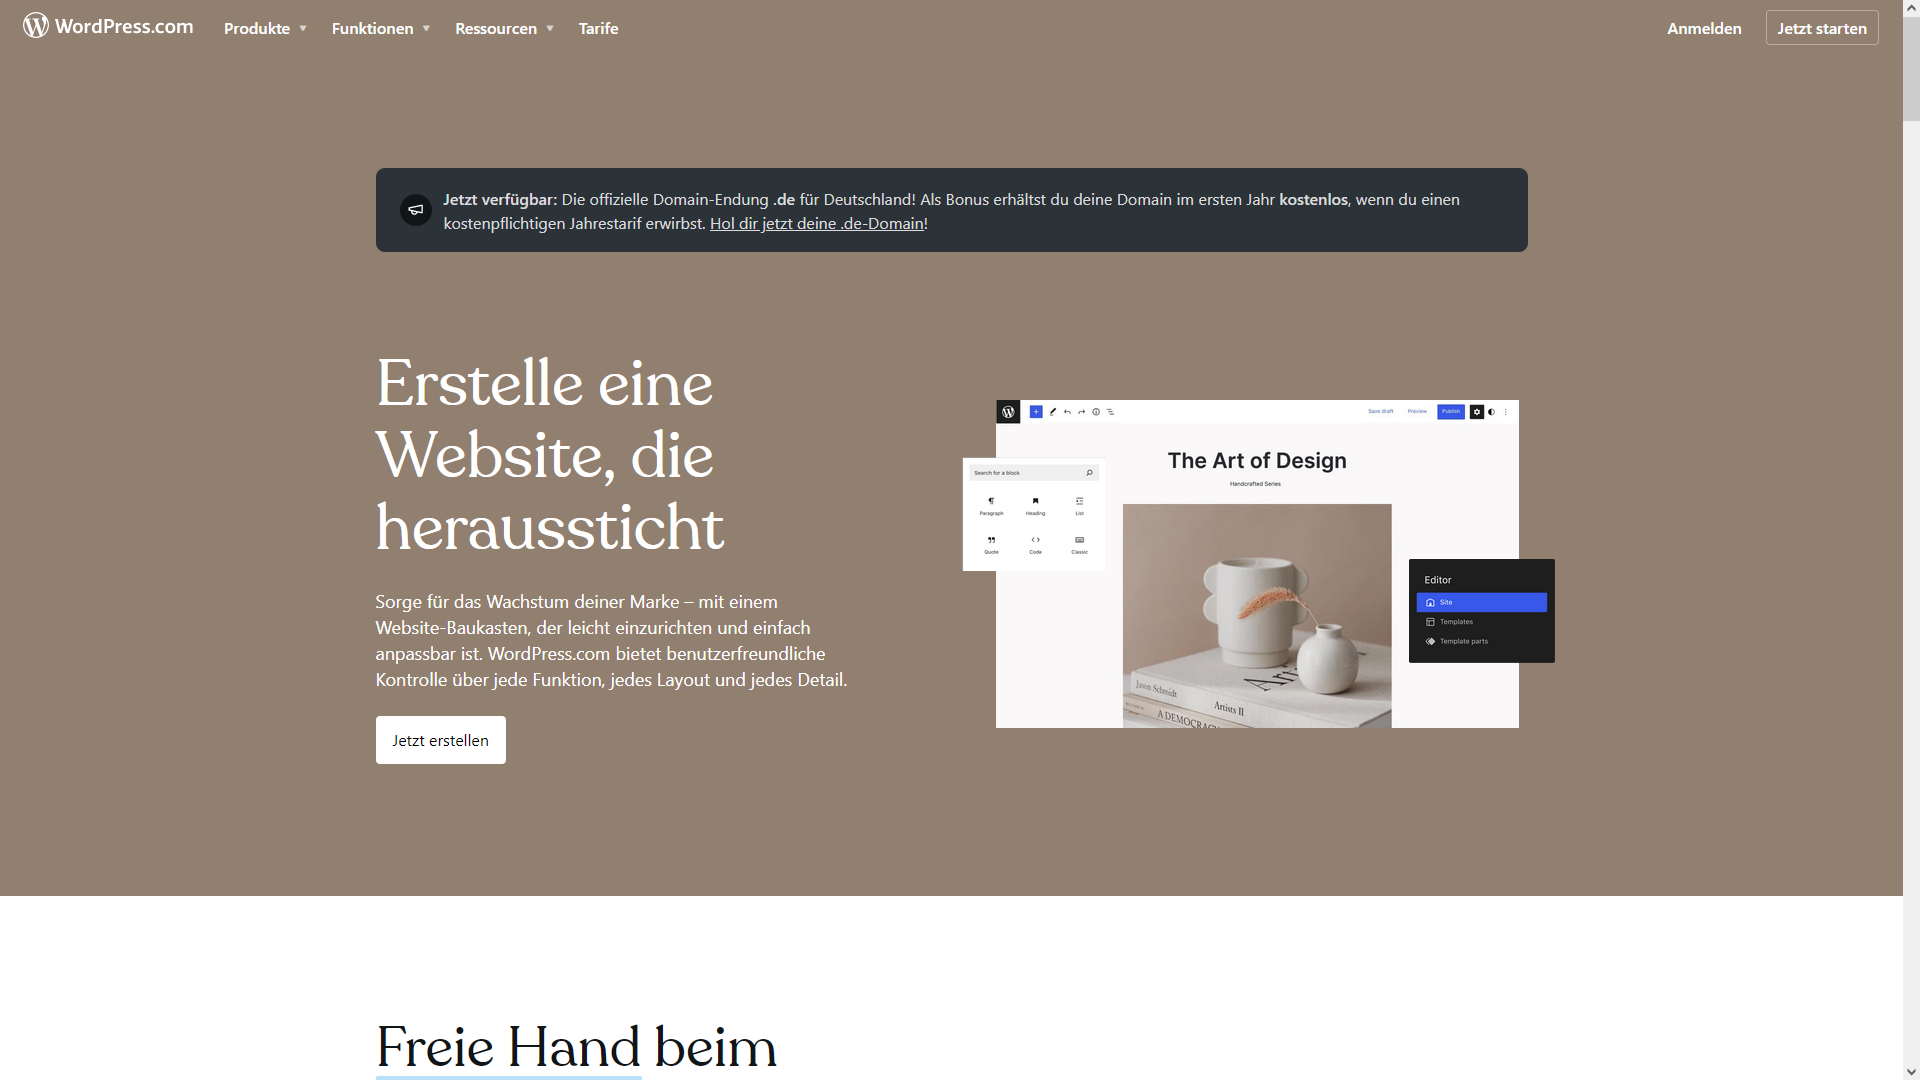 WordPress.com Produkte Funktionen Ressourcen Tarife Anmelden Jetzt starten
Jetzt verfügbar: Die offizielle Domain-Endung .de für Deutschland! Als Bonus erhältst du deine Domain im ersten Jahr kostenlos, wenn du einen
kostenpflichtigen Jahrestarif erwirbst. Hol dir jetzt deine .de-Domain!
Erstelle eine
Website, die
heraussticht
Sorge für das Wachstum deiner Marke – mit einem
Website-Baukasten, der leicht einzurichten und einfach
anpassbar ist. WordPress.com bietet benutzerfreundliche
Kontrolle über jede Funktion, jedes Layout und jedes Detail.
Jetzt erstellen
Save draft Preview Publish
The Art of Design
Handcrafted Series
Search for a block
Paragraph Heading List
Quote Code Classic
Editor
Site
Templates
Template parts
Jason Schmidt
Artists II
A DEMOCRACY
Freie Hand beim